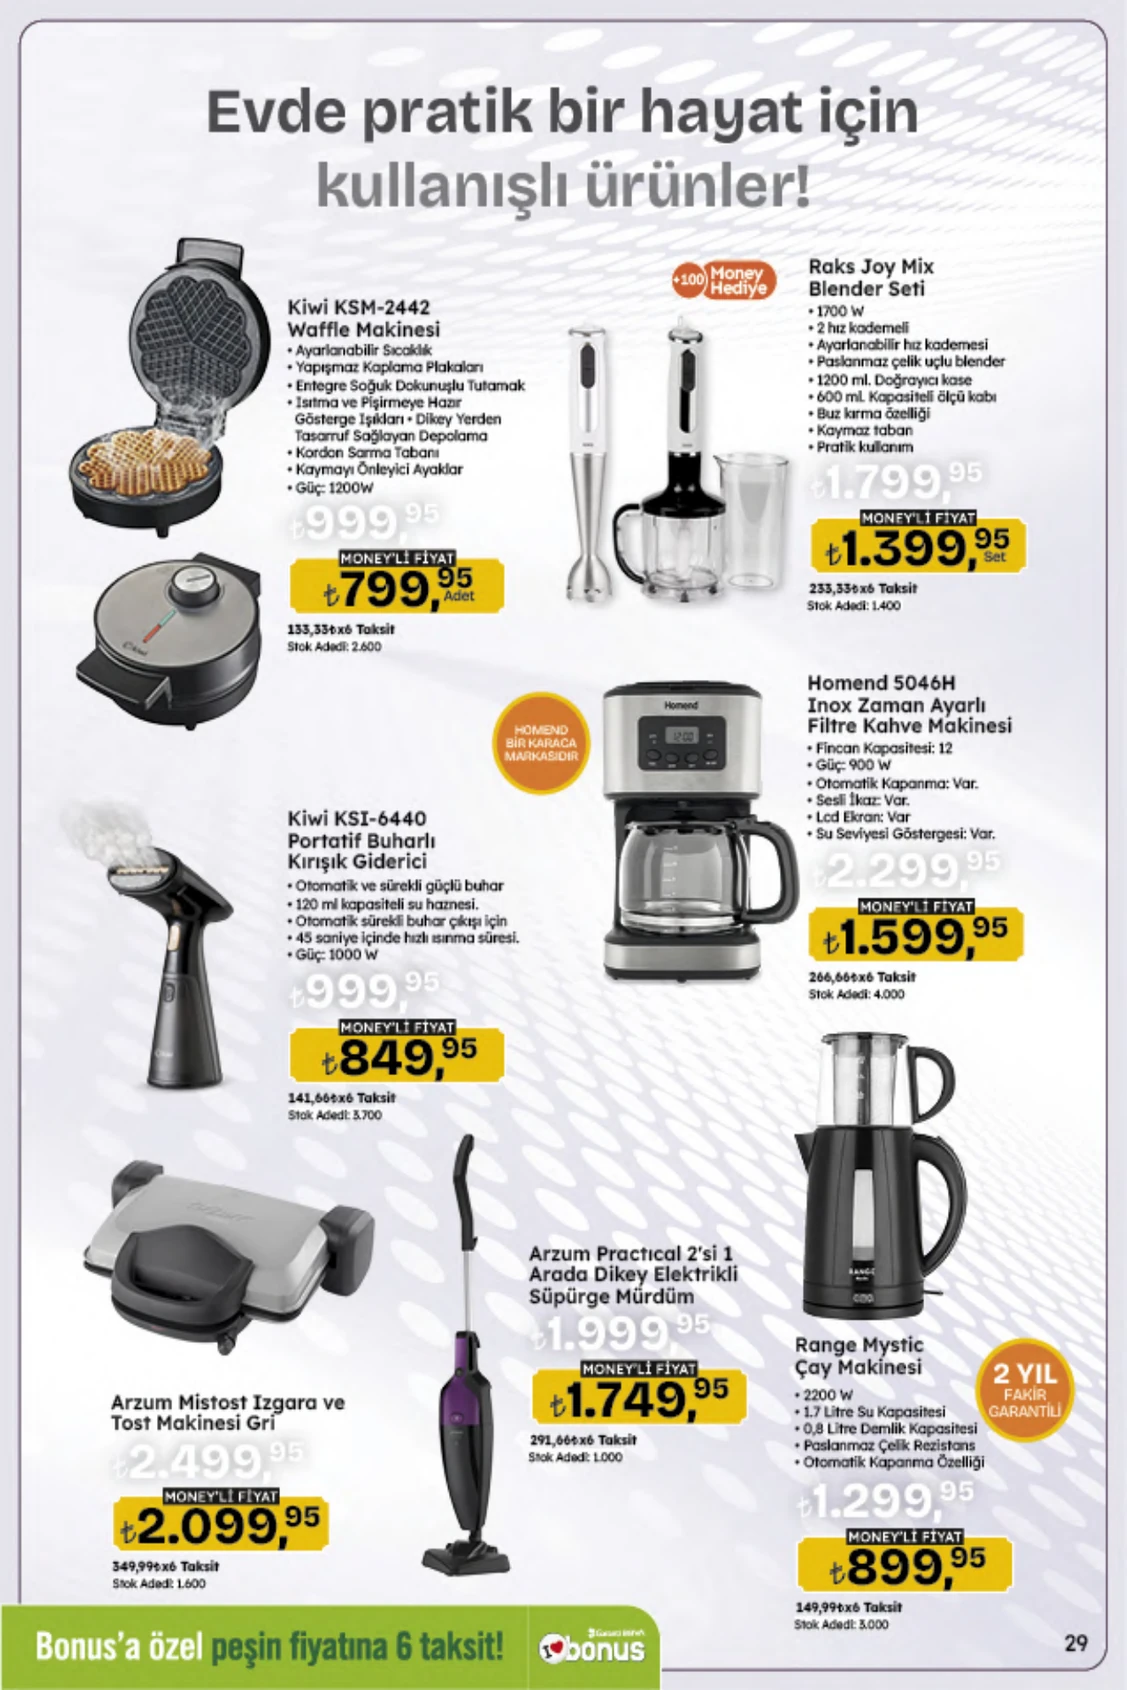 Evde pratik bir hayat için
kullanışlı ürünler!
Kiwi KSM-2442
Waffle Makinesi
• Ayarlanabilir Sıcaklık
• Yapışmaz Kaplama Plakaları
• Entegre Soğuk Dokunuşlu Tutamak
• Isıtma ve Pişirmeye Hazır
Gösterge Işıkları • Dikey Yerden
Tasarruf Sağlayan Depolama
• Kordon Sarma Tabanı
• Kaymayı Önleyici Ayaklar
• Güç: 1200W
₺999,95
MONEY'Lİ FİYAT
₺799,95
Adet
133,33₺x6 Taksit
Stok Adedi: 2.600
+100 Money
Hediye
Raks Joy Mix
Blender Seti
• 1700 W
• 2 hız kademeli
• Ayarlanabilir hız kademesi
• Paslanmaz çelik uçlu blender
• 1200 ml. Doğrayıcı kase
• 600 ml. Kapasiteli ölçü kabı
• Buz kırma özelliği
• Kaymaz taban
• Pratik kullanım
₺1.799,95
MONEY'Lİ FİYAT
₺1.399,95
Set
233,33₺x6 Taksit
Stok Adedi: 1.400
HOMEND
BİR KARACA
MARKASIDIR
Homend
12:00
Homend 5046H
Inox Zaman Ayarlı
Filtre Kahve Makinesi
• Fincan Kapasitesi: 12
• Güç: 900 W
• Otomatik Kapanma: Var.
• Sesli İkaz: Var.
• Lcd Ekran: Var
• Su Seviyesi Göstergesi: Var.
₺2.299,95
MONEY'Lİ FİYAT
₺1.599,95
266,66₺x6 Taksit
Stok Adedi: 4.000
Kiwi KSI-6440
Portatif Buharlı
Kırışık Giderici
• Otomatik ve sürekli güçlü buhar
• 120 ml kapasiteli su haznesi.
• Otomatik sürekli buhar çıkışı için
• 45 saniye içinde hızlı ısınma süresi.
• Güç: 1000 W
₺999,95
MONEY'Lİ FİYAT
₺849,95
141,66₺x6 Taksit
Stok Adedi: 3.700
Arzum Mistost Izgara ve
Tost Makinesi Gri
₺2.499,95
MONEY'Lİ FİYAT
₺2.099,95
349,99₺x6 Taksit
Stok Adedi: 1.600
Arzum Practıcal 2'si 1
Arada Dikey Elektrikli
Süpürge Mürdüm
₺1.999,95
MONEY'Lİ FİYAT
₺1.749,95
291,66₺x6 Taksit
Stok Adedi: 1.000
RANGE
Range Mystic
Çay Makinesi
• 2200 W
• 1.7 Litre Su Kapasitesi
• 0,8 Litre Demlik Kapasitesi
• Paslanmaz Çelik Rezistans
• Otomatik Kapanma Özelliği
2 YIL
FAKİR
GARANTİLİ
₺1.299,95
MONEY'Lİ FİYAT
₺899,95
149,99₺x6 Taksit
Stok Adedi: 3.000
Bonus'a özel peşin fiyatına 6 taksit!
Garanti BBVA
bonus
29